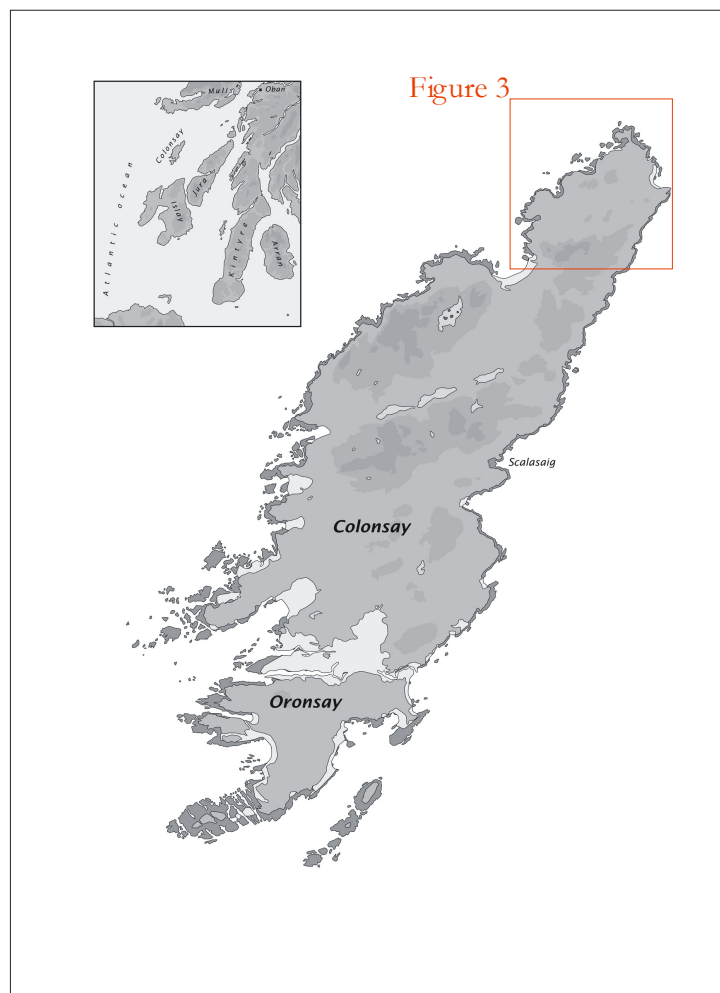 Figure 3
Mull
Oban
Colonsay
Jura
Islay
Atlantic ocean
Kintyre
Arran
Scalasaig
Colonsay
Oronsay